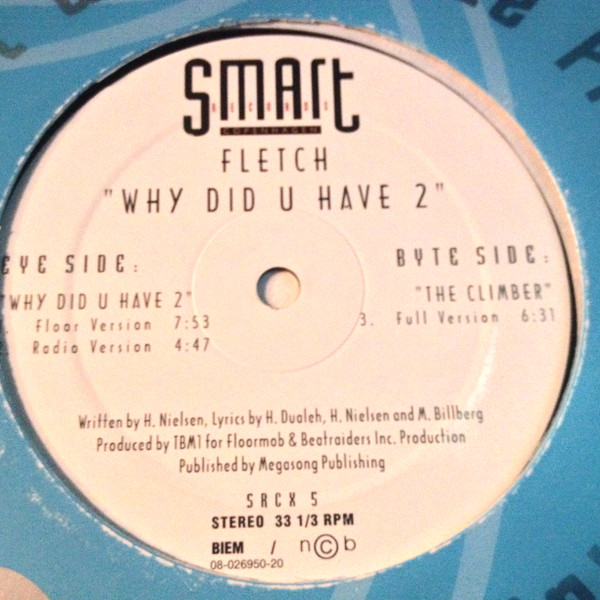 SMARt
RECORDS
COPENHAGEN
FLETCH
"WHY DID U HAVE 2"
EYE SIDE:
"WHY DID U HAVE 2"
Floor Version 7:53
Radio Version 4:47
BYTE SIDE:
"THE CLIMBER"
3. Full Version 6:31
Written by H. Nielsen, Lyrics by H. Dualeh, H. Nielsen and M. Billberg
Produced by TBM1 for Floormob & Beatraiders Inc. Production
Published by Megasong Publishing
SRCX 5
STEREO 33 1/3 RPM
BIEM / n©b
08-026950-20